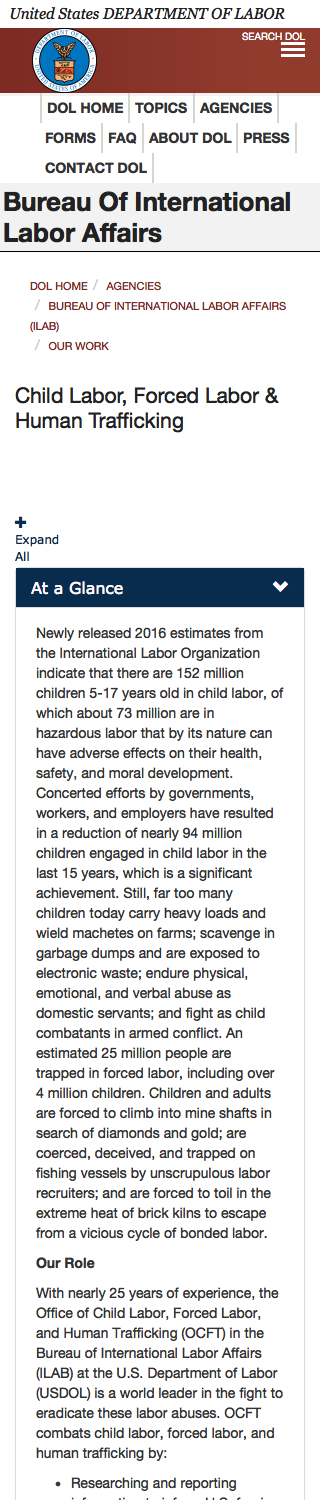 United States DEPARTMENT OF LABOR
SEARCH DOL
DOL HOME TOPICS AGENCIES
FORMS FAQ ABOUT DOL PRESS
CONTACT DOL
Bureau Of International
Labor Affairs
DOL HOME / AGENCIES
/ BUREAU OF INTERNATIONAL LABOR AFFAIRS
(ILAB)
/ OUR WORK
Child Labor, Forced Labor &
Human Trafficking
Expand
All
At a Glance
Newly released 2016 estimates from
the International Labor Organization
indicate that there are 152 million
children 5-17 years old in child labor, of
which about 73 million are in
hazardous labor that by its nature can
have adverse effects on their health,
safety, and moral development.
Concerted efforts by governments,
workers, and employers have resulted
in a reduction of nearly 94 million
children engaged in child labor in the
last 15 years, which is a significant
achievement. Still, far too many
children today carry heavy loads and
wield machetes on farms; scavenge in
garbage dumps and are exposed to
electronic waste; endure physical,
emotional, and verbal abuse as
domestic servants; and fight as child
combatants in armed conflict. An
estimated 25 million people are
trapped in forced labor, including over
4 million children. Children and adults
are forced to climb into mine shafts in
search of diamonds and gold; are
coerced, deceived, and trapped on
fishing vessels by unscrupulous labor
recruiters; and are forced to toil in the
extreme heat of brick kilns to escape
from a vicious cycle of bonded labor.
Our Role
With nearly 25 years of experience, the
Office of Child Labor, Forced Labor,
and Human Trafficking (OCFT) in the
Bureau of International Labor Affairs
(ILAB) at the U.S. Department of Labor
(USDOL) is a world leader in the fight to
eradicate these labor abuses. OCFT
combats child labor, forced labor, and
human trafficking by:
• Researching and reporting